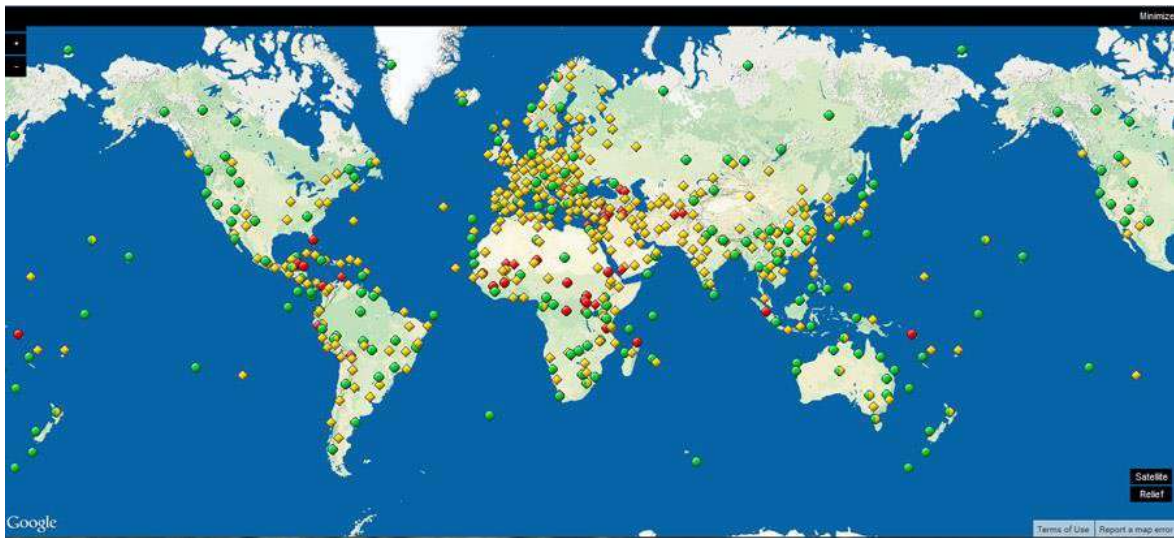 Minimize
+
−
Satellite
Relief
Google
Terms of Use
Report a map error